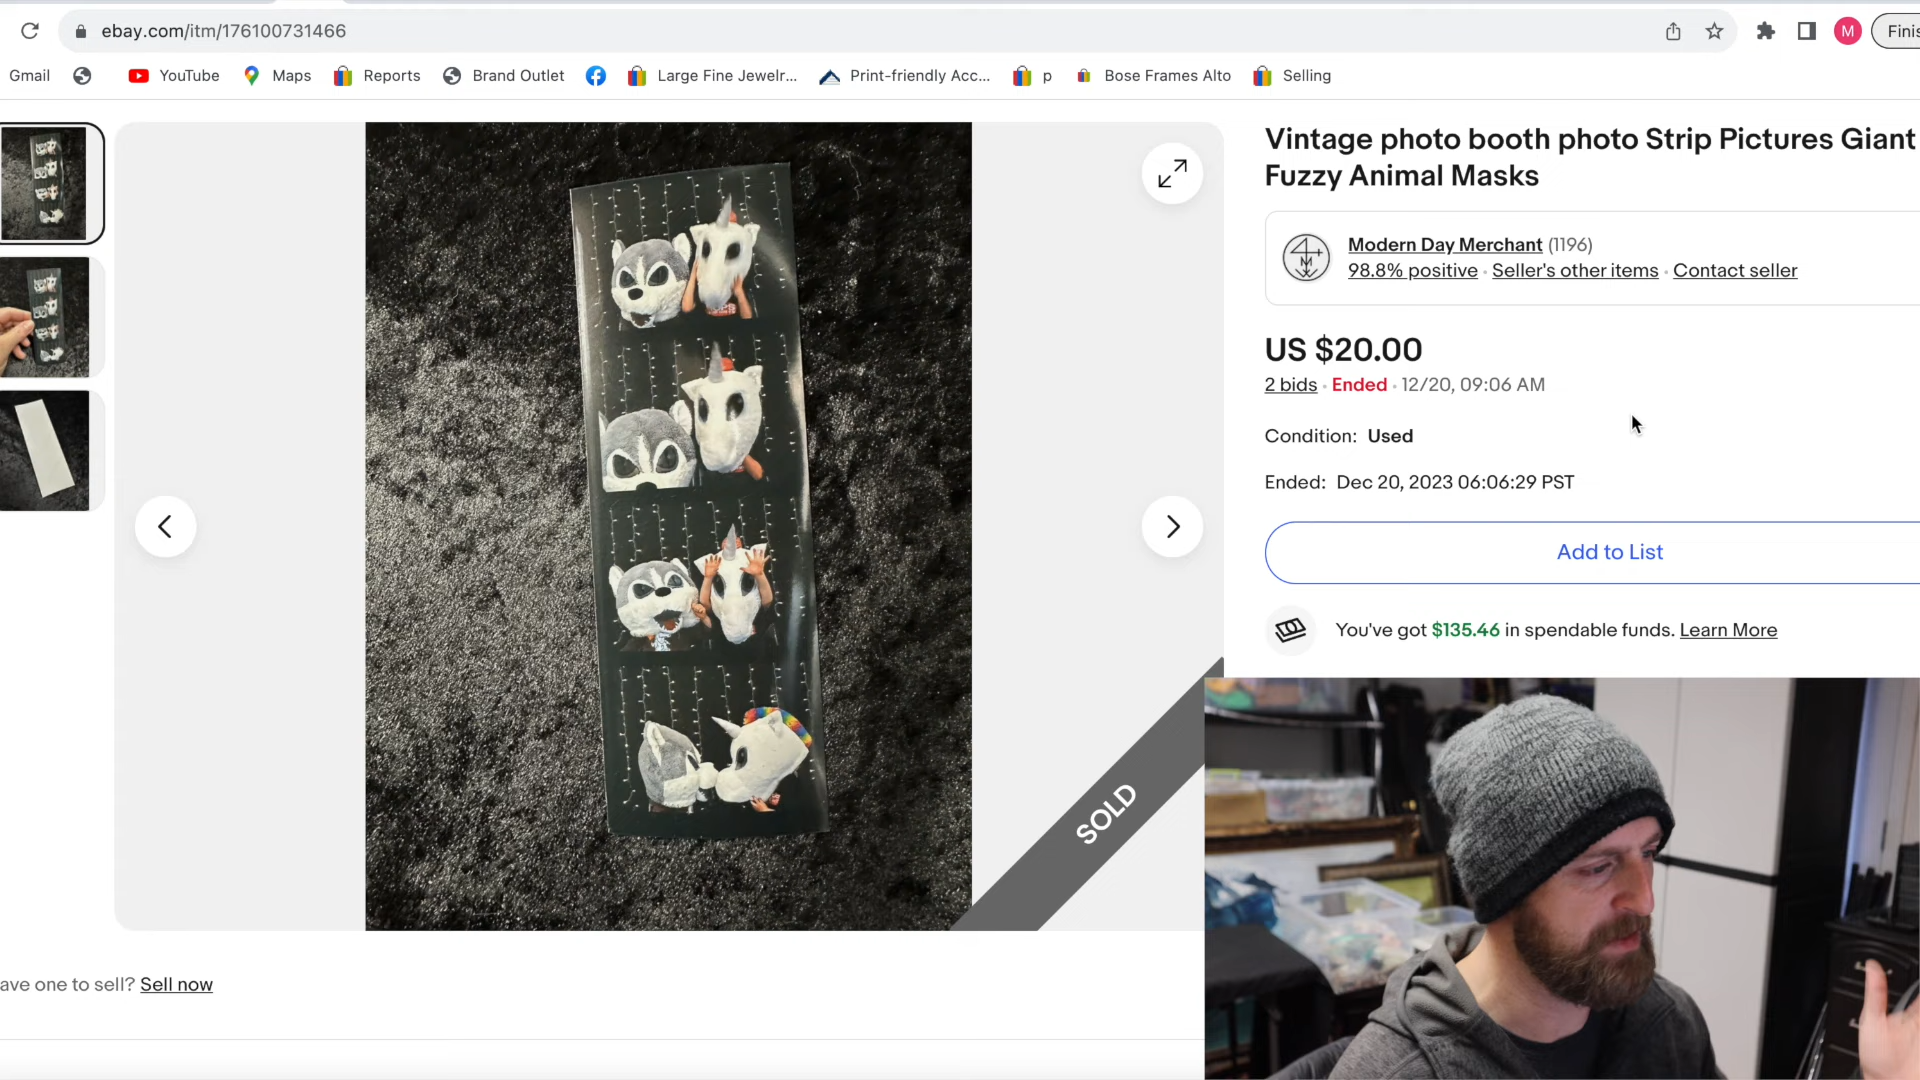 ebay.com/itm/176100731466
M
Finis
Gmail
YouTube
Maps
Reports
Brand Outlet
Large Fine Jewelr...
Print-friendly Acc...
p
Bose Frames Alto
Selling
Vintage photo booth photo Strip Pictures Giant
Fuzzy Animal Masks
Modern Day Merchant (1196)
98.8% positive · Seller's other items · Contact seller
US $20.00
2 bids · Ended · 12/20, 09:06 AM
Condition: Used
Ended: Dec 20, 2023 06:06:29 PST
Add to List
You've got $135.46 in spendable funds. Learn More
SOLD
ave one to sell? Sell now